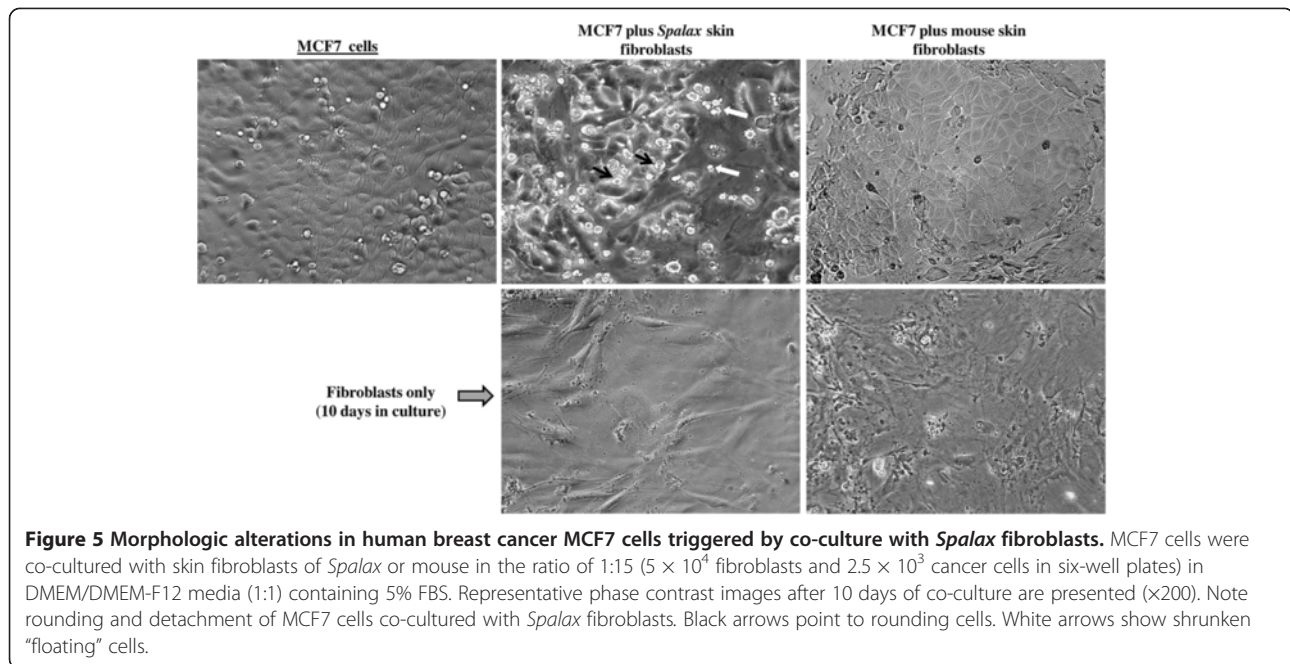 MCF7 cells
MCF7 plus Spalax skin
fibroblasts
MCF7 plus mouse skin
fibroblasts
Fibroblasts only
(10 days in culture)
Figure 5 Morphologic alterations in human breast cancer MCF7 cells triggered by co-culture with Spalax fibroblasts. MCF7 cells were
co-cultured with skin fibroblasts of Spalax or mouse in the ratio of 1:15 (5 × 10⁴ fibroblasts and 2.5 × 10³ cancer cells in six-well plates) in
DMEM/DMEM-F12 media (1:1) containing 5% FBS. Representative phase contrast images after 10 days of co-culture are presented (×200). Note
rounding and detachment of MCF7 cells co-cultured with Spalax fibroblasts. Black arrows point to rounding cells. White arrows show shrunken
“floating” cells.